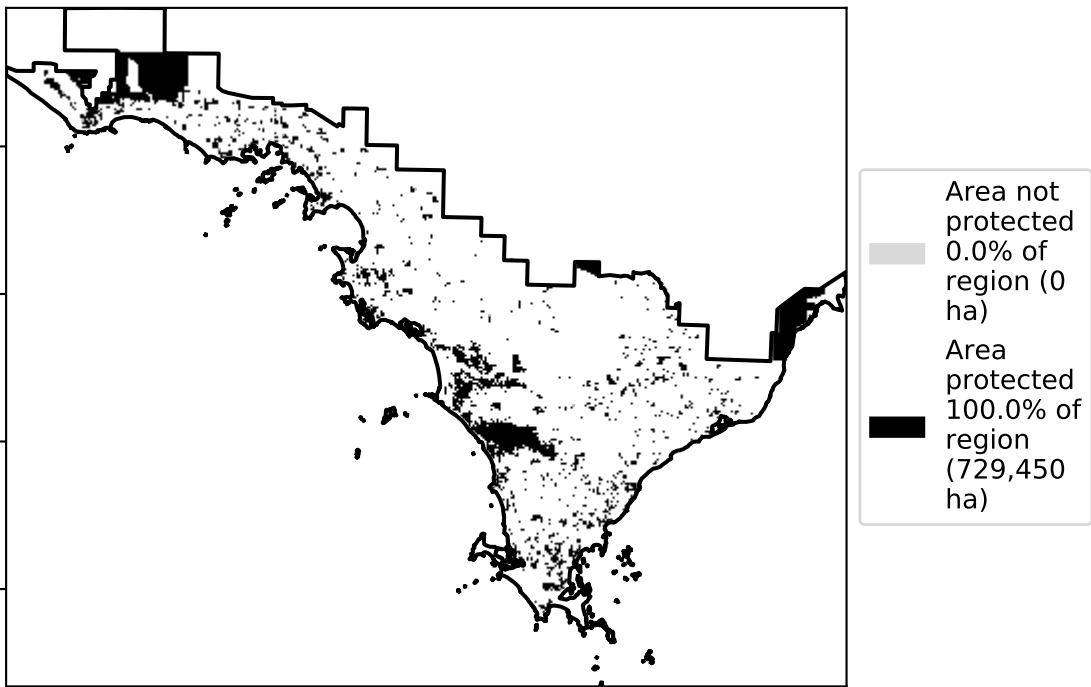 Area not
protected
0.0% of
region (0
ha)
Area
protected
100.0% of
region
(729,450
ha)